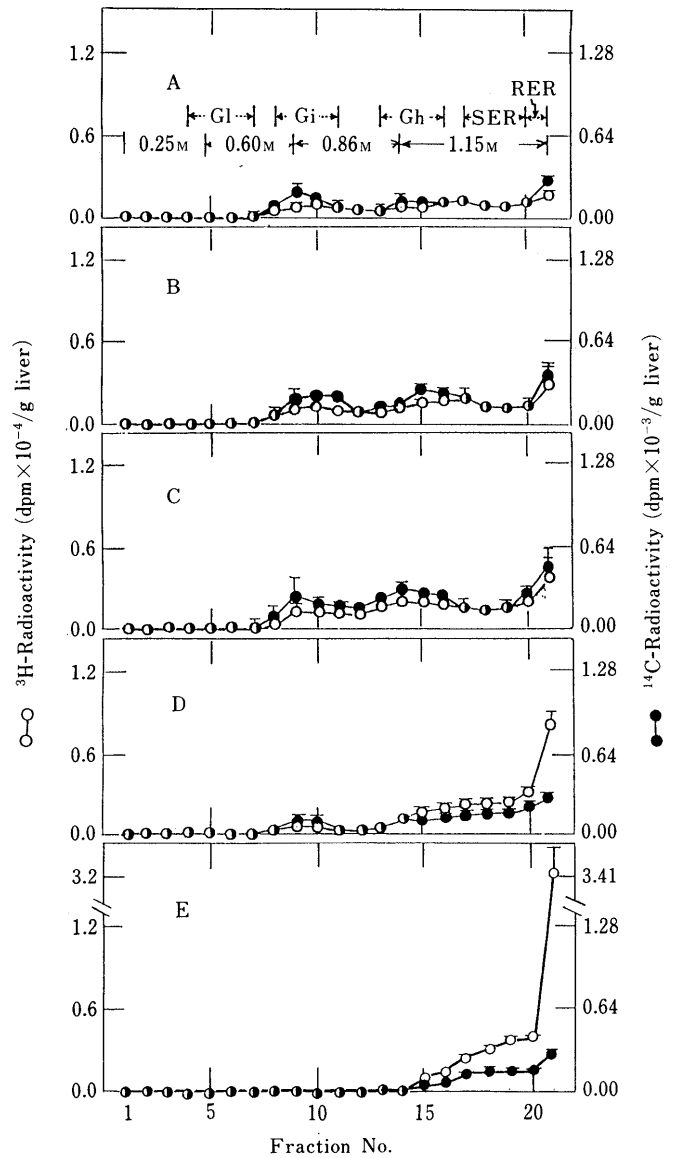 1.2 1.28
A
RER
Gl Gi Gh SER
0.6 0.64
0.25M 0.60M 0.86M 1.15M
0.0 0.00
1.2 1.28
B
0.6 0.64
0.0 0.00
1.2 1.28
C
0.6 0.64
0.0 0.00
1.2 1.28
D
0.6 0.64
0.0 0.00
3.2 3.41
E
1.2 1.28
0.6 0.64
0.0 0.00
1 5 10 15 20
Fraction No.
³H-Radioactivity (dpm×10⁻⁴/g liver)
¹⁴C-Radioactivity (dpm×10⁻³/g liver)